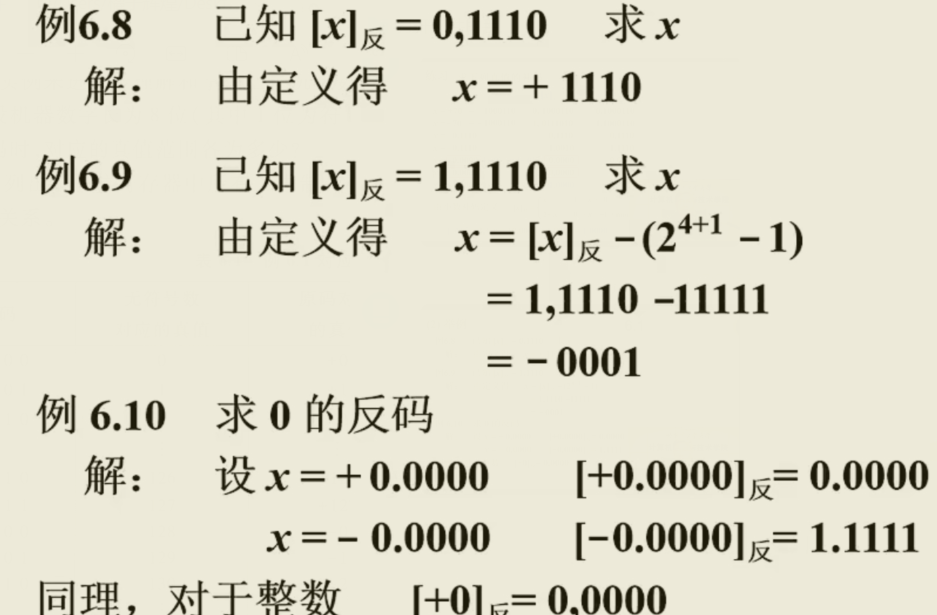 例6.8 已知 [x]反 = 0,1110 求 x
解： 由定义得 x = + 1110
例6.9 已知 [x]反 = 1,1110 求 x
解： 由定义得 x = [x]反 − (2⁴⁺¹ − 1)
= 1,1110 −11111
= − 0001
例 6.10 求 0 的反码
解： 设 x = + 0.0000 [+0.0000]反= 0.0000
x = − 0.0000 [−0.0000]反= 1.1111
同理，对于整数 [+0]反= 0,0000